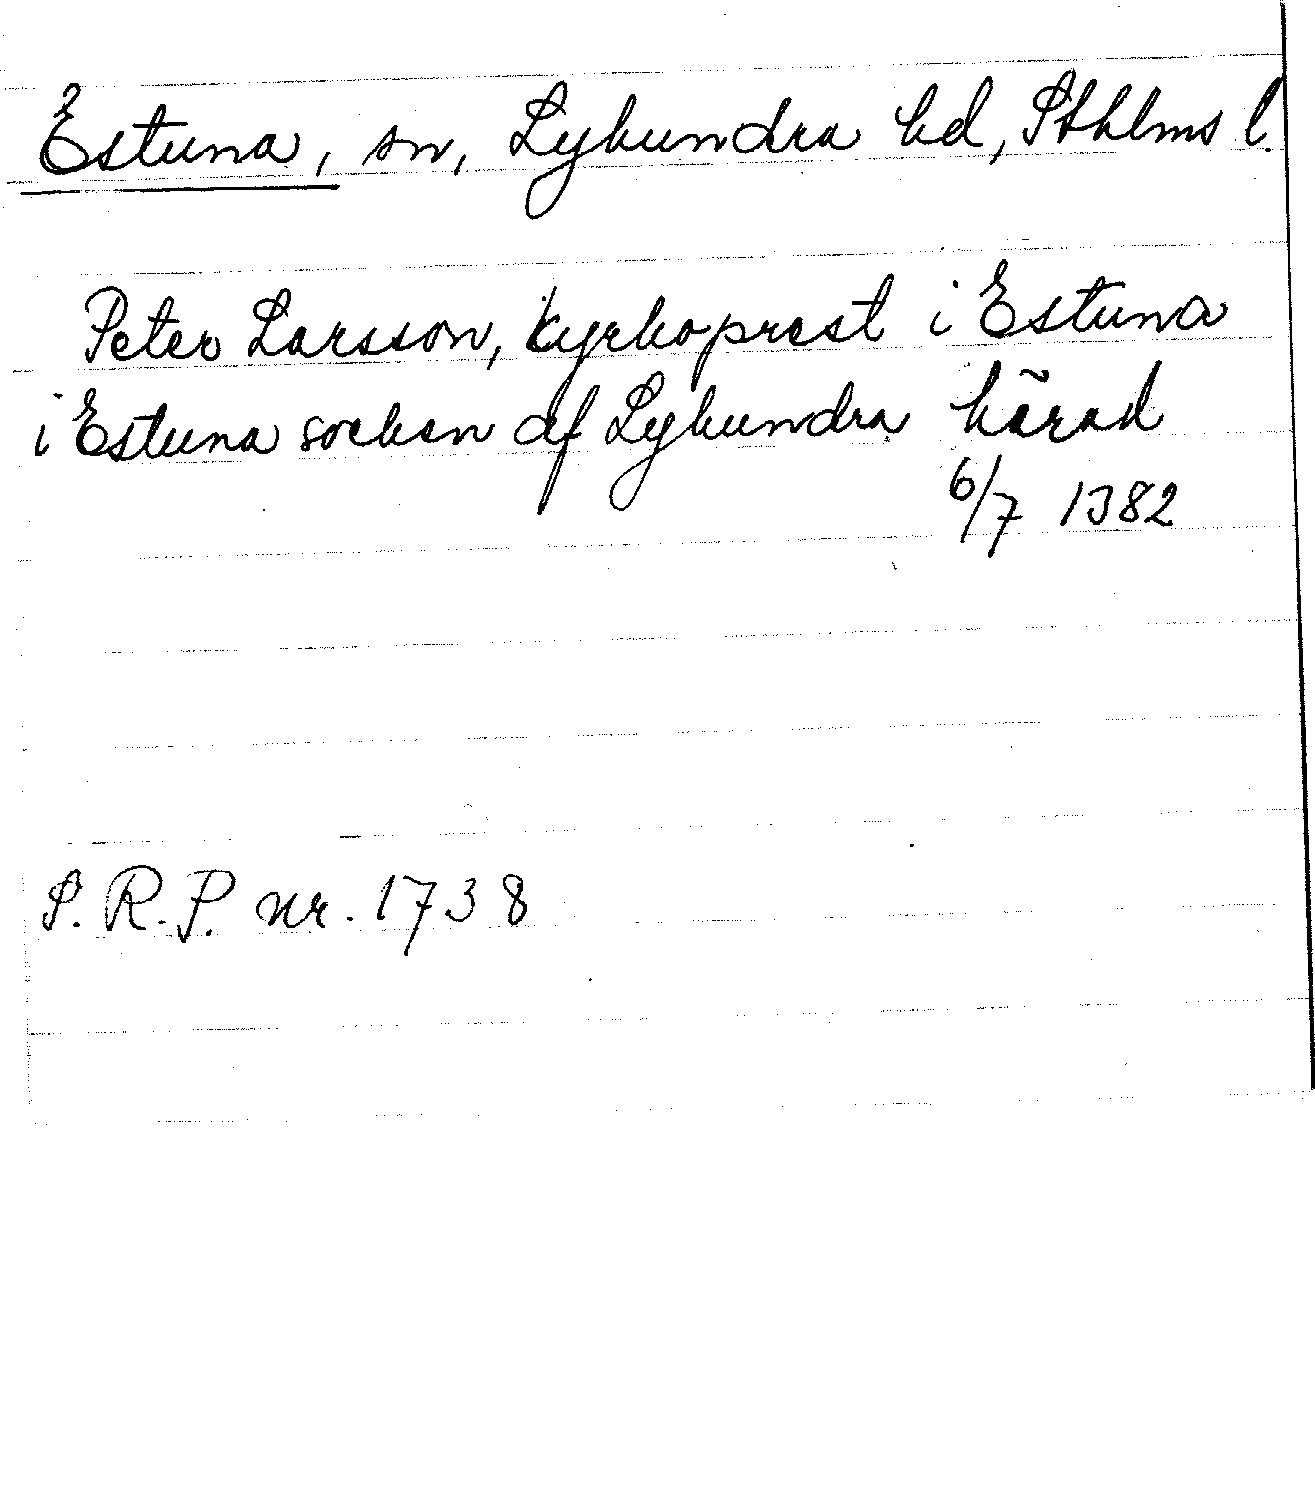 Estuna, sn, Lyhundra hd, Sthlms l.
Peter Larsson, kyrkoprest i Estuna
i Estuna socken af Lyhundra härad
6/7 1382
S. R. P. nr. 1738